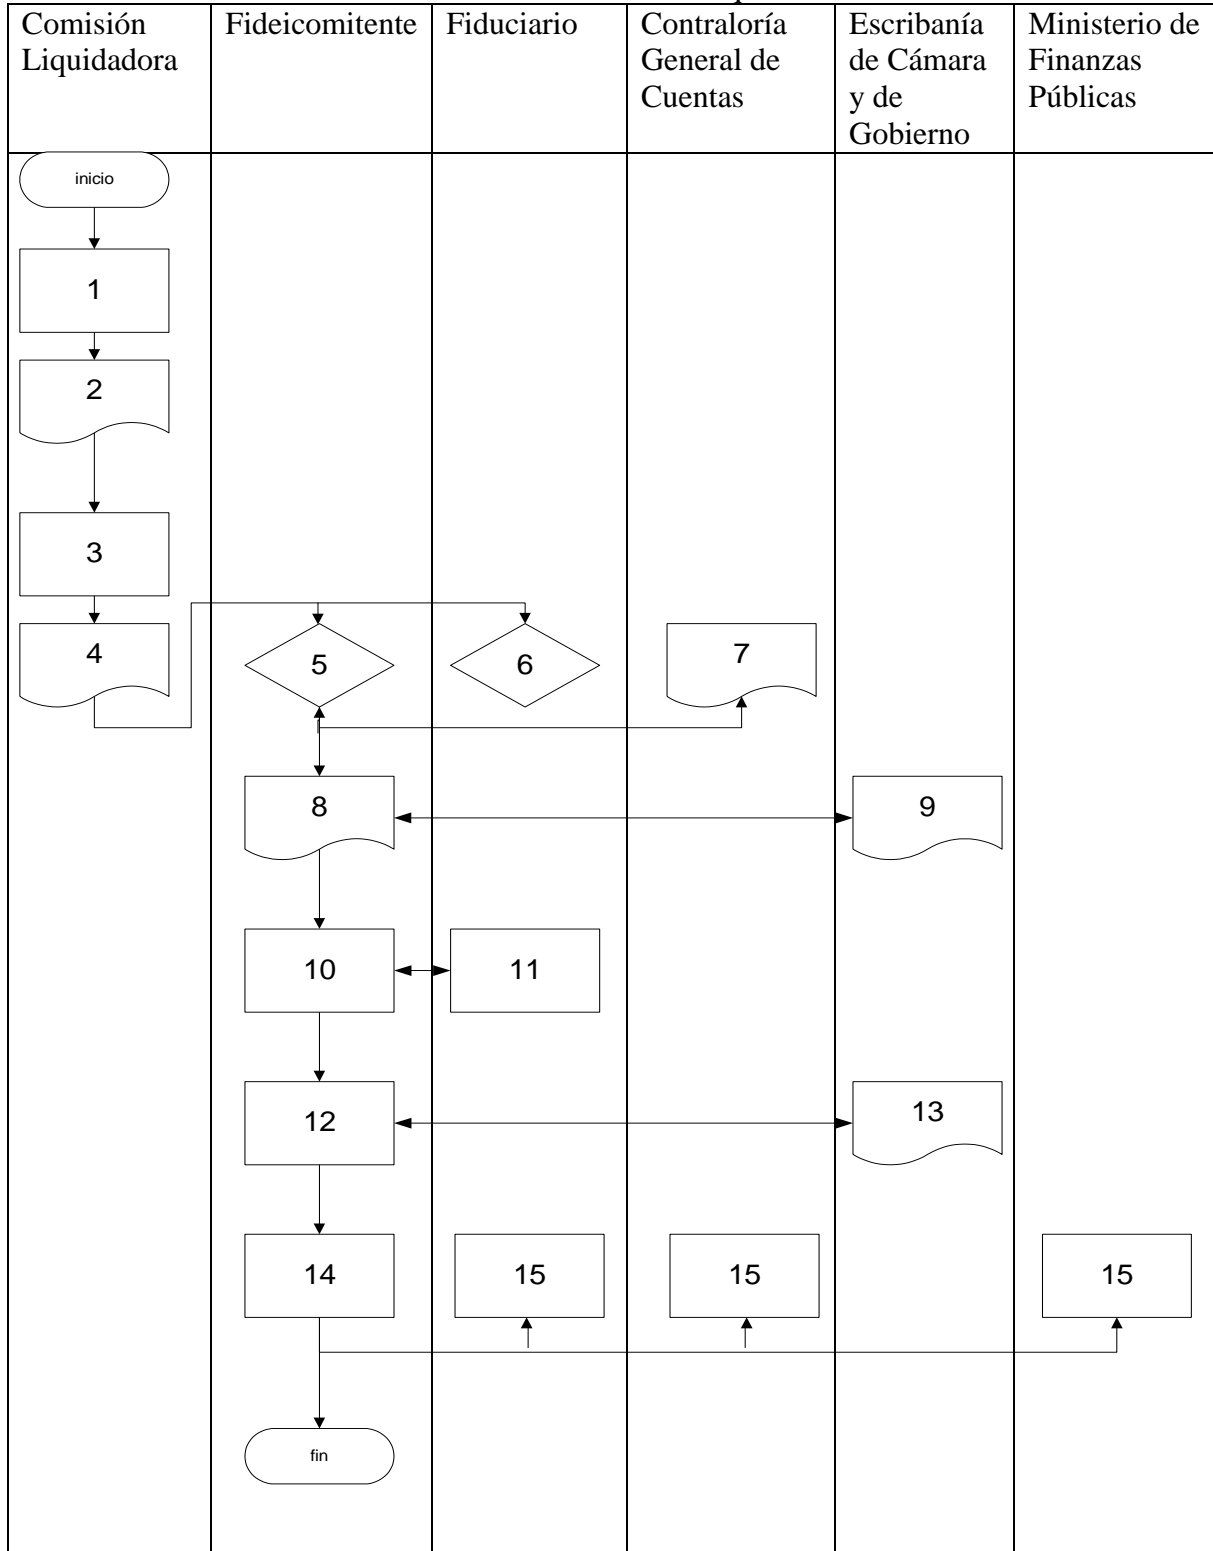 Comisión
Liquidadora
Fideicomitente
Fiduciario
Contraloría
General de
Cuentas
Escribanía
de Cámara
y de
Gobierno
Ministerio de
Finanzas
Públicas
inicio
1
2
3
4
5
6
7
8
9
10
11
12
13
14
15
15
15
fin